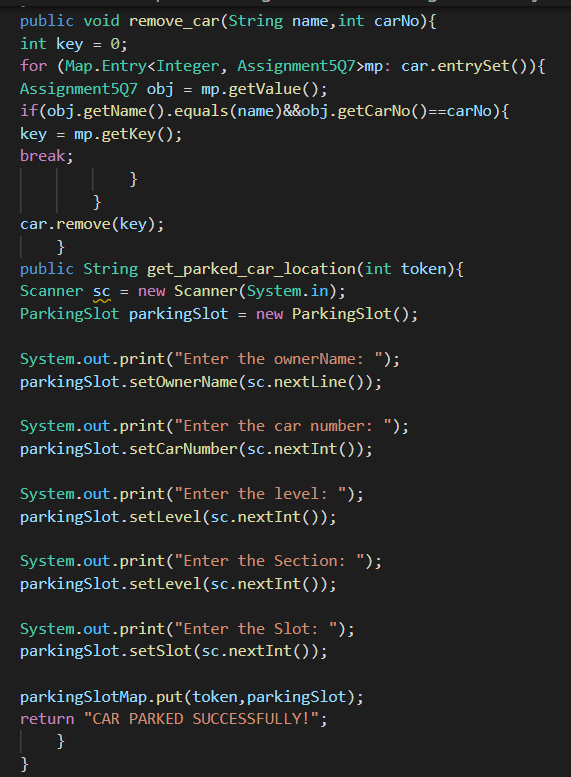 public void remove_car(String name,int carNo){
int key = 0;
for (Map.Entry<Integer, Assignment5Q7>mp: car.entrySet()){
Assignment5Q7 obj = mp.getValue();
if(obj.getName().equals(name)&&obj.getCarNo()==carNo){
key = mp.getKey();
break;
}
}
car.remove(key);
}
public String get_parked_car_location(int token){
Scanner sc = new Scanner(System.in);
ParkingSlot parkingSlot = new ParkingSlot();
System.out.print("Enter the ownerName: ");
parkingSlot.setOwnerName(sc.nextLine());
System.out.print("Enter the car number: ");
parkingSlot.setCarNumber(sc.nextInt());
System.out.print("Enter the level: ");
parkingSlot.setLevel(sc.nextInt());
System.out.print("Enter the Section: ");
parkingSlot.setLevel(sc.nextInt());
System.out.print("Enter the Slot: ");
parkingSlot.setSlot(sc.nextInt());
parkingSlotMap.put(token,parkingSlot);
return "CAR PARKED SUCCESSFULLY!";
}
}